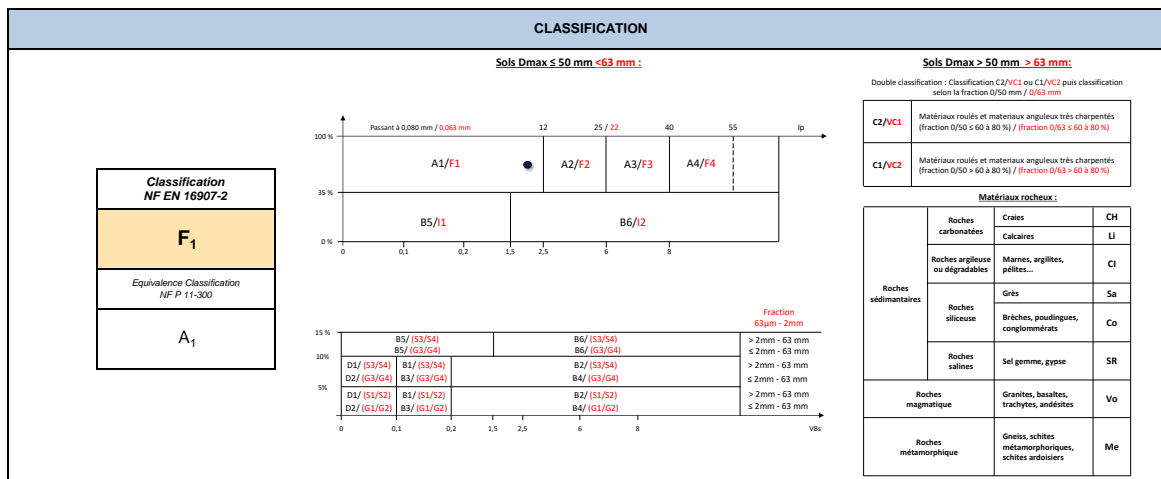 CLASSIFICATION
Sols Dmax ≤ 50 mm <63 mm :
Sols Dmax > 50 mm > 63 mm:
Double classification : Classification C2/VC1 ou C1/VC2 puis classification
selon la fraction 0/50 mm / 0/63 mm
C2/VC1
Matériaux roulés et materiaux anguleux très charpentés
(fraction 0/50 ≤ 60 à 80 %) / (fraction 0/63 ≤ 60 à 80 %)
C1/VC2
Matériaux roulés et materiaux anguleux très charpentés
(fraction 0/50 > 60 à 80 %) / (fraction 0/63 > 60 à 80 %)
Classification
NF EN 16907-2
F1
Equivalence Classification
NF P 11-300
A1
Passant à 0,080 mm / 0,063 mm
12
25 / 22
40
55
Ip
100 %
A1/F1
A2/F2
A3/F3
A4/F4
35 %
B5/I1
B6/I2
0 %
0
0,1
0,2
1,5
2,5
6
8
Fraction
63µm - 2mm
15 %
B5/ (S3/S4)
B6/ (S3/S4)
> 2mm - 63 mm
B5/ (G3/G4)
B6/ (G3/G4)
≤ 2mm - 63 mm
10%
D1/ (S3/S4)
B1/ (S3/S4)
B2/ (S3/S4)
> 2mm - 63 mm
D2/ (G3/G4)
B3/ (G3/G4)
B4/ (G3/G4)
≤ 2mm - 63 mm
5%
D1/ (S1/S2)
B1/ (S1/S2)
B2/ (S1/S2)
> 2mm - 63 mm
D2/ (G1/G2)
B3/ (G1/G2)
B4/ (G1/G2)
≤ 2mm - 63 mm
0
0,1
0,2
1,5
2,5
6
8
VBs
Matériaux rocheux :
Roches
sédimantaires
Roches
carbonatées
Craies
CH
Calcaires
Li
Roches argileuse
ou dégradables
Marnes, argilites,
pélites...
CI
Roches
siliceuse
Grès
Sa
Brèches, poudingues,
conglommérats
Co
Roches
salines
Sel gemme, gypse
SR
Roches
magmatique
Granites, basaltes,
trachytes, andésites
Vo
Roches
métamorphique
Gneiss, schites
métamorphoriques,
schites ardoisiers
Me